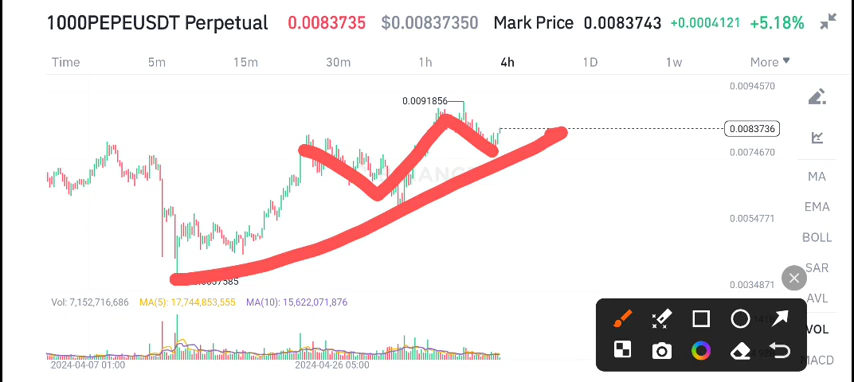 1000PEPEUSDT Perpetual 0.0083735 $0.00837350 Mark Price 0.0083743 +0.0004121 +5.18%
Time 5m 15m 30m 1h 4h 1D 1w More
0.0094570
0.0091856
0.0083736
0.0074670
MA
EMA
0.0054771
BOLL
SAR
0.0034871
AVL
Vol: 7,152,716,686 MA(5): 17,744,853,555 MA(10): 15,622,071,876
VOL
MACD
2024-04-07 01:00 2024-04-26 05:00